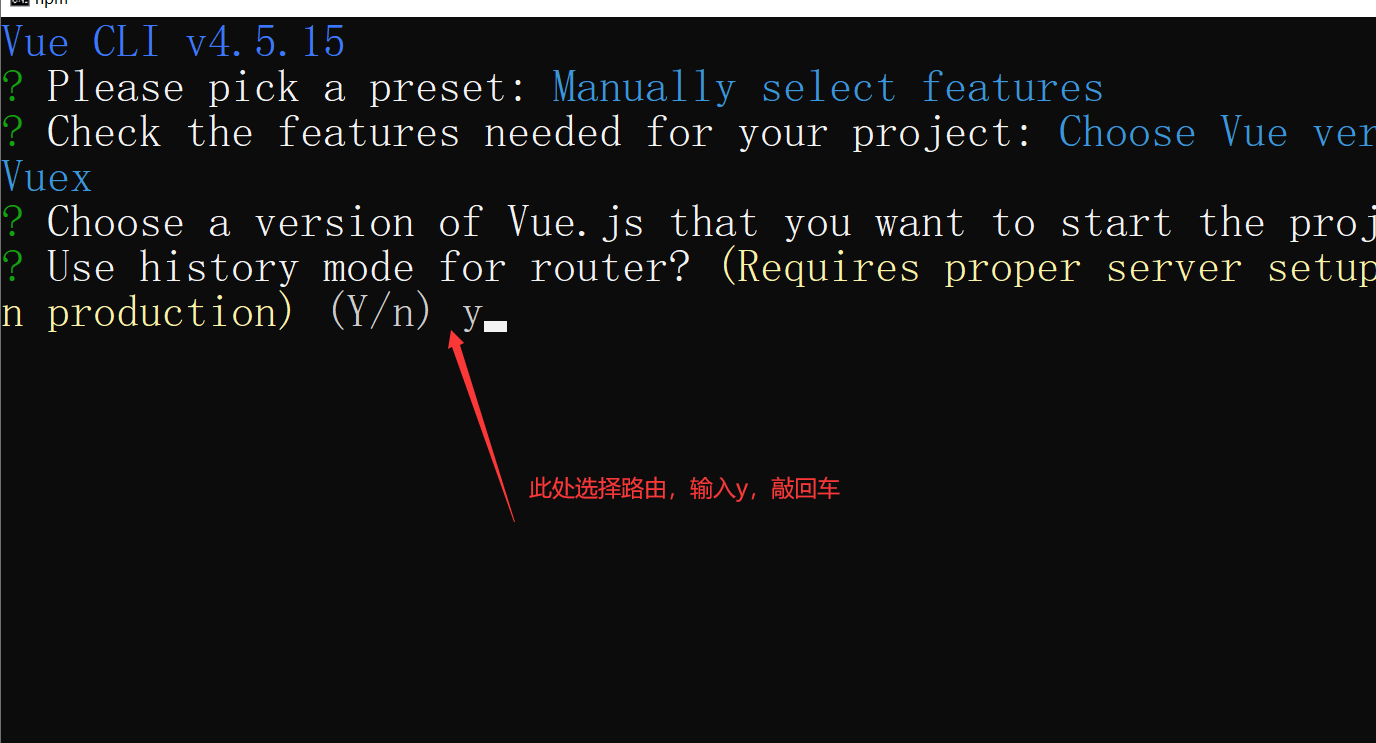 npm
Vue CLI v4.5.15
? Please pick a preset: Manually select features
? Check the features needed for your project: Choose Vue ver
Vuex
? Choose a version of Vue.js that you want to start the proj
? Use history mode for router? (Requires proper server setup
n production) (Y/n) y
此处选择路由，输入y，敲回车